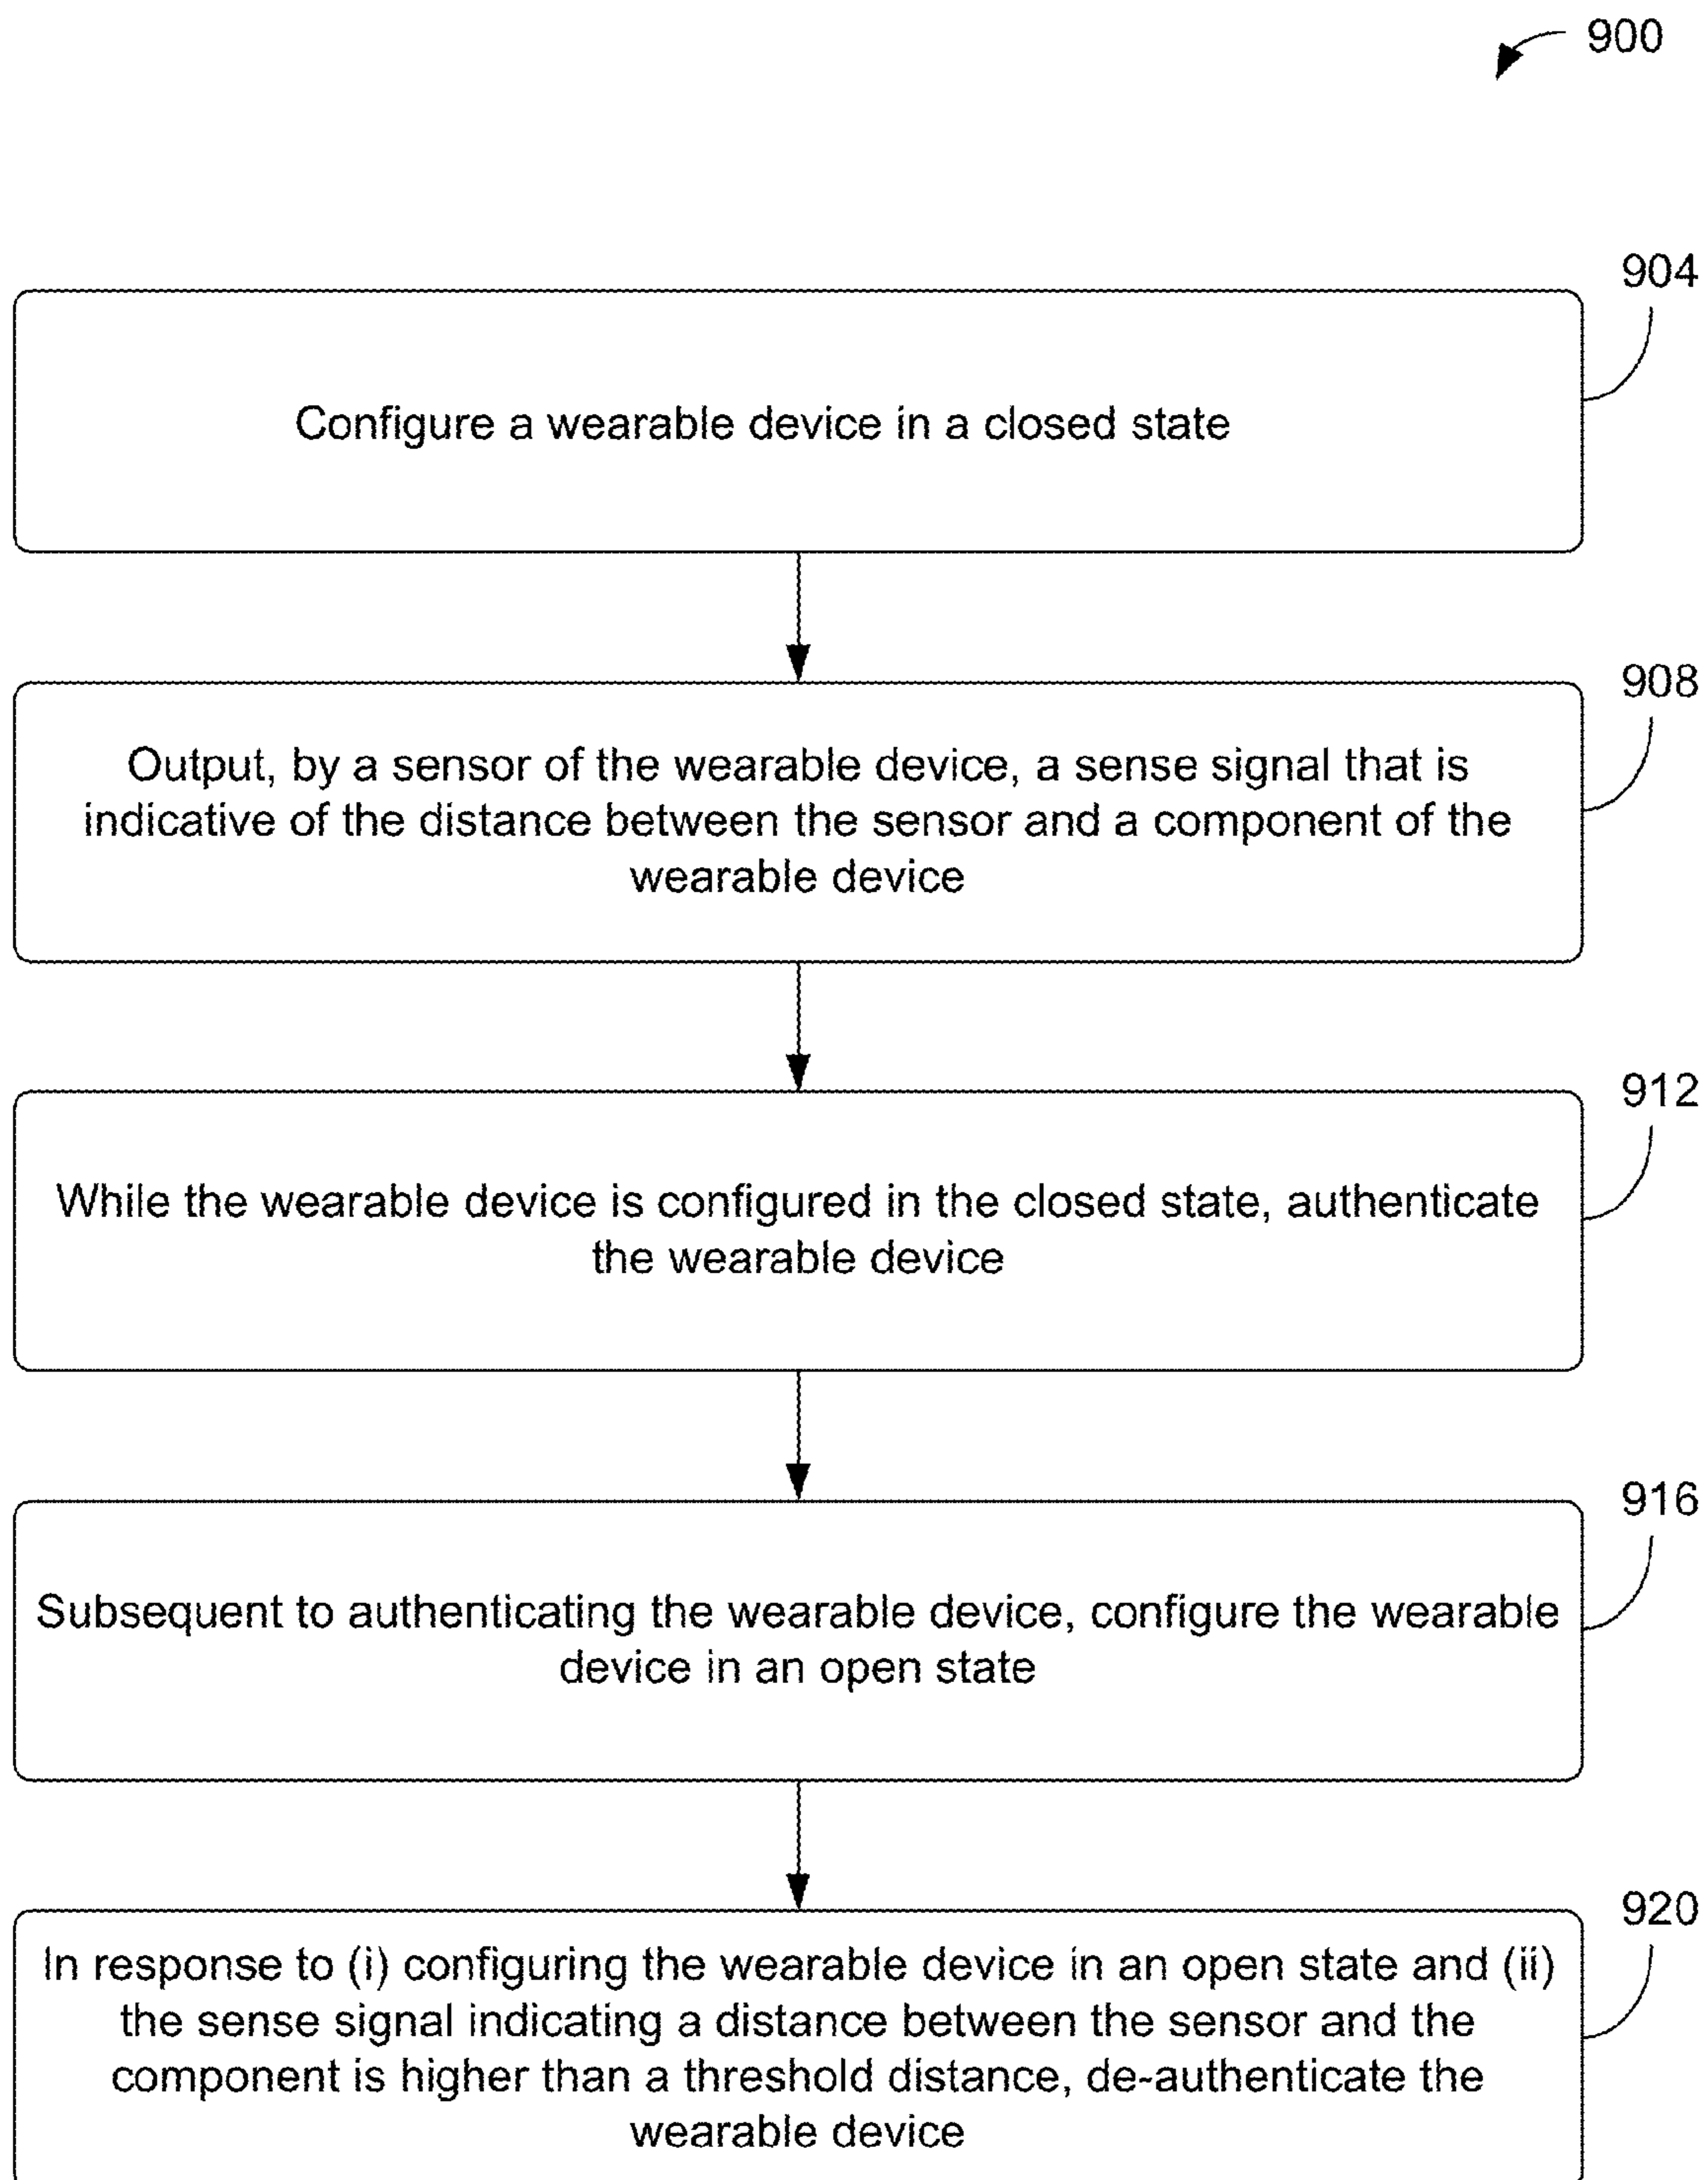 900
904
Configure a wearable device in a closed state
908
Output, by a sensor of the wearable device, a sense signal that is
indicative of the distance between the sensor and a component of the
wearable device
912
While the wearable device is configured in the closed state, authenticate
the wearable device
916
Subsequent to authenticating the wearable device, configure the wearable
device in an open state
920
In response to (i) configuring the wearable device in an open state and (ii)
the sense signal indicating a distance between the sensor and the
component is higher than a threshold distance, de-authenticate the
wearable device